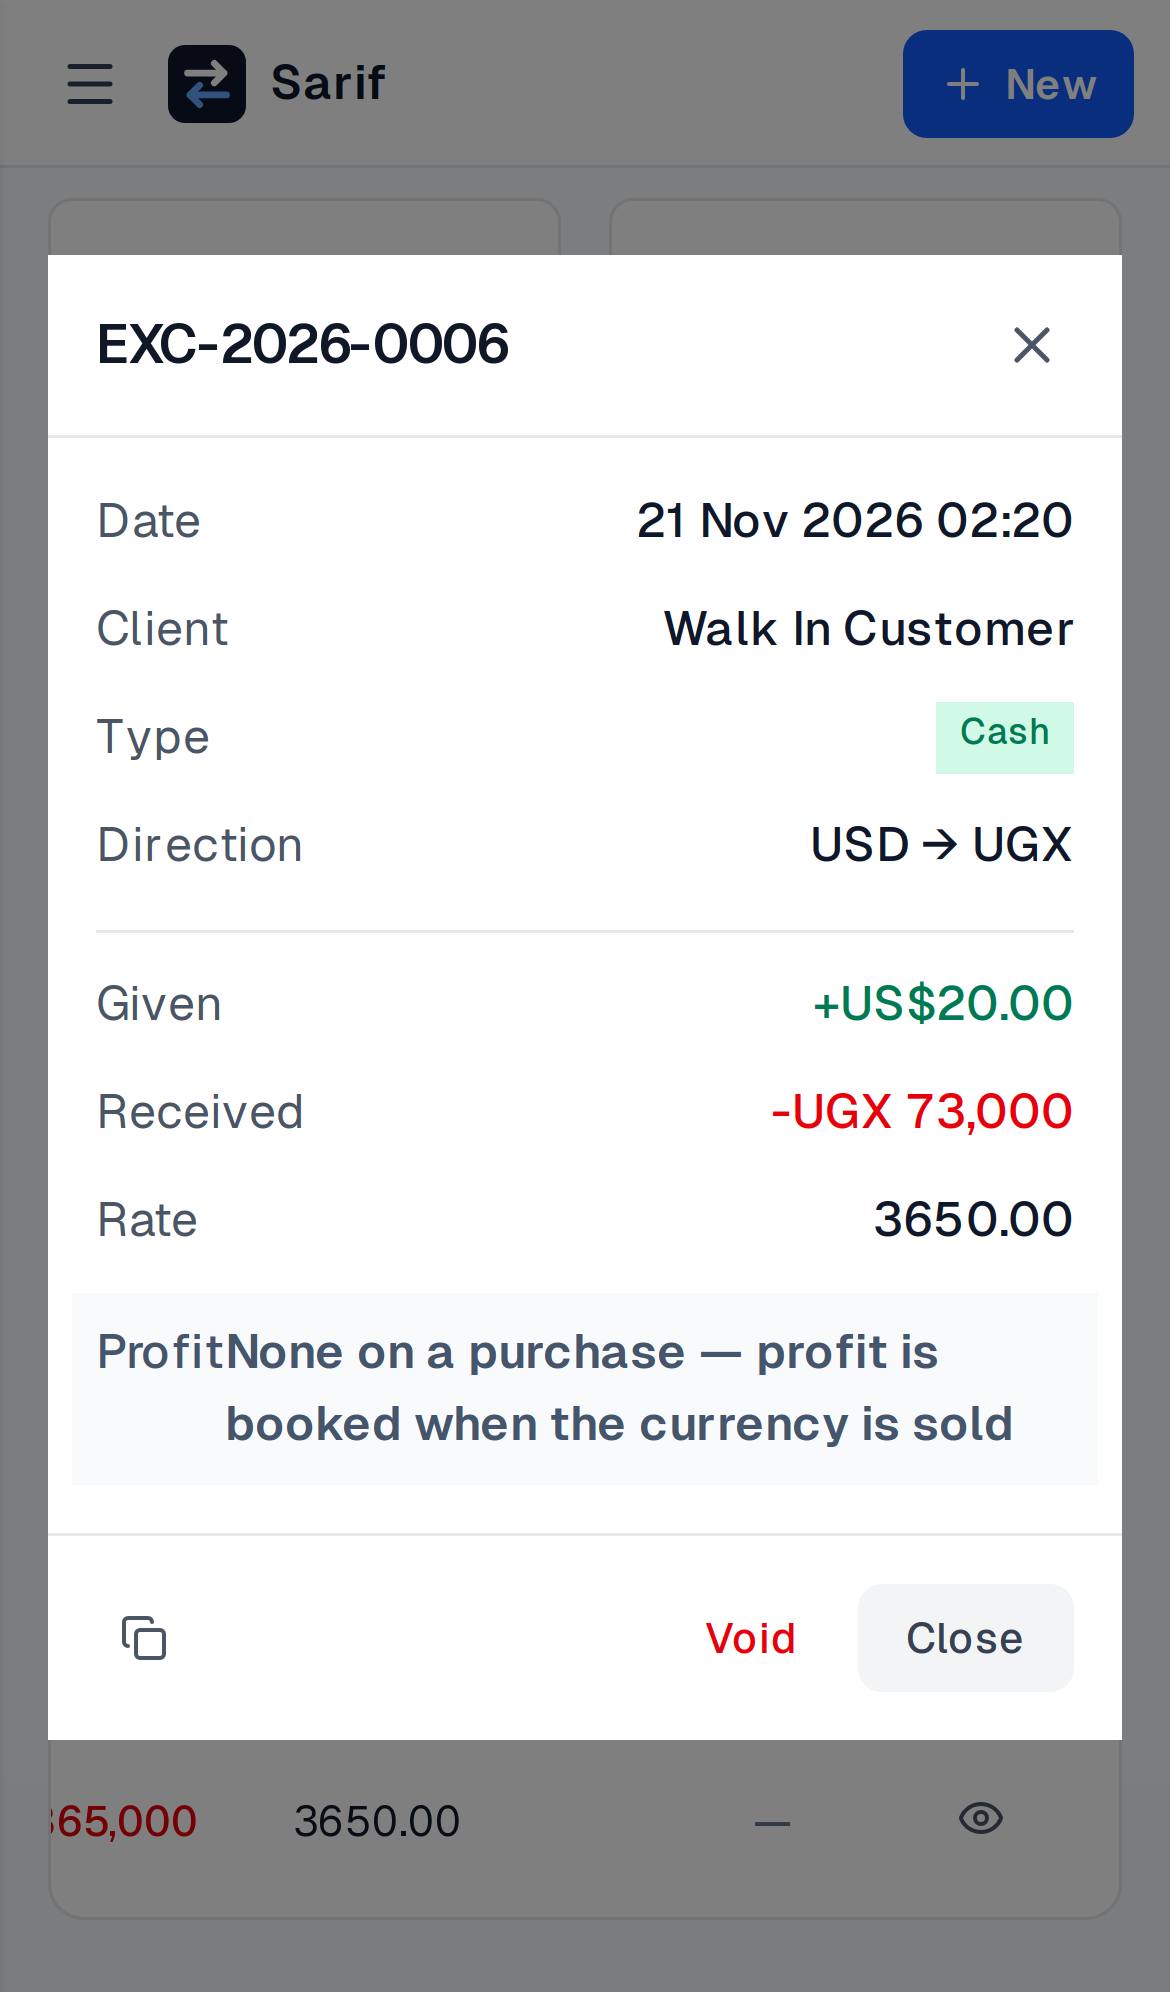 Sarif
+ New
EXC-2026-0006
Date 21 Nov 2026 02:20
Client Walk In Customer
Type Cash
Direction USD → UGX
Given +US$20.00
Received -UGX 73,000
Rate 3650.00
Profit None on a purchase — profit is
booked when the currency is sold
Void Close
65,000 3650.00 —